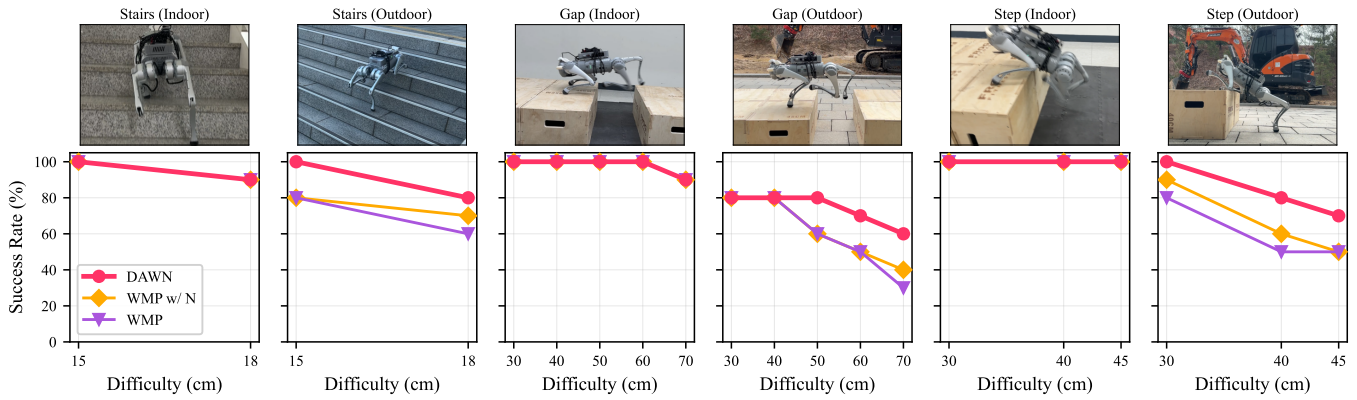 Stairs (Indoor)
Stairs (Outdoor)
Gap (Indoor)
Gap (Outdoor)
Step (Indoor)
Step (Outdoor)
Success Rate (%)
100
80
60
40
20
0
DAWN
WMP w/ N
WMP
15 18
Difficulty (cm)
15 18
Difficulty (cm)
30 40 50 60 70
Difficulty (cm)
30 40 50 60 70
Difficulty (cm)
30 40 45
Difficulty (cm)
30 40 45
Difficulty (cm)